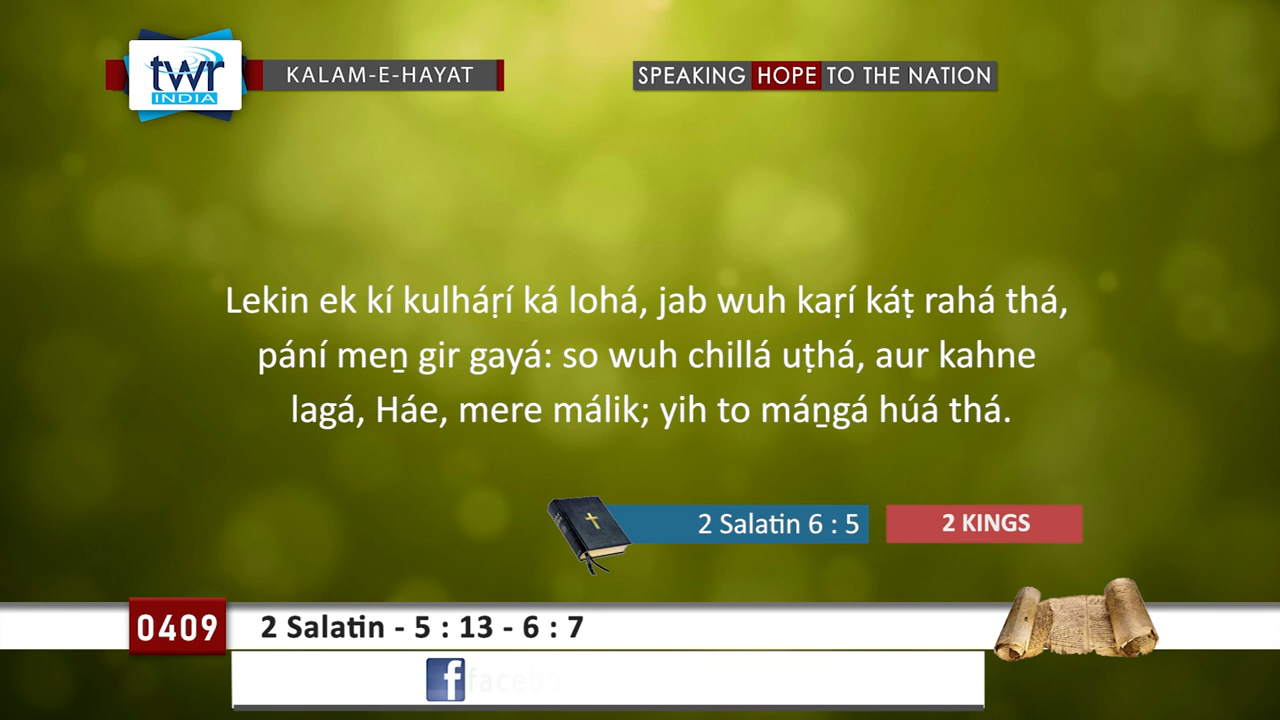 twr
INDIA
KALAM-E-HAYAT
SPEAKING HOPE TO THE NATION
Lekin ek kí kulháṛí ká lohá, jab wuh kaṛí káṭ rahá thá,
pání meṉ gir gayá: so wuh chillá uṭhá, aur kahne
lagá, Háe, mere málik; yih to máṉgá húá thá.
2 Salatin 6 : 5
2 KINGS
0409
2 Salatin - 5 : 13 - 6 : 7
f
facebo